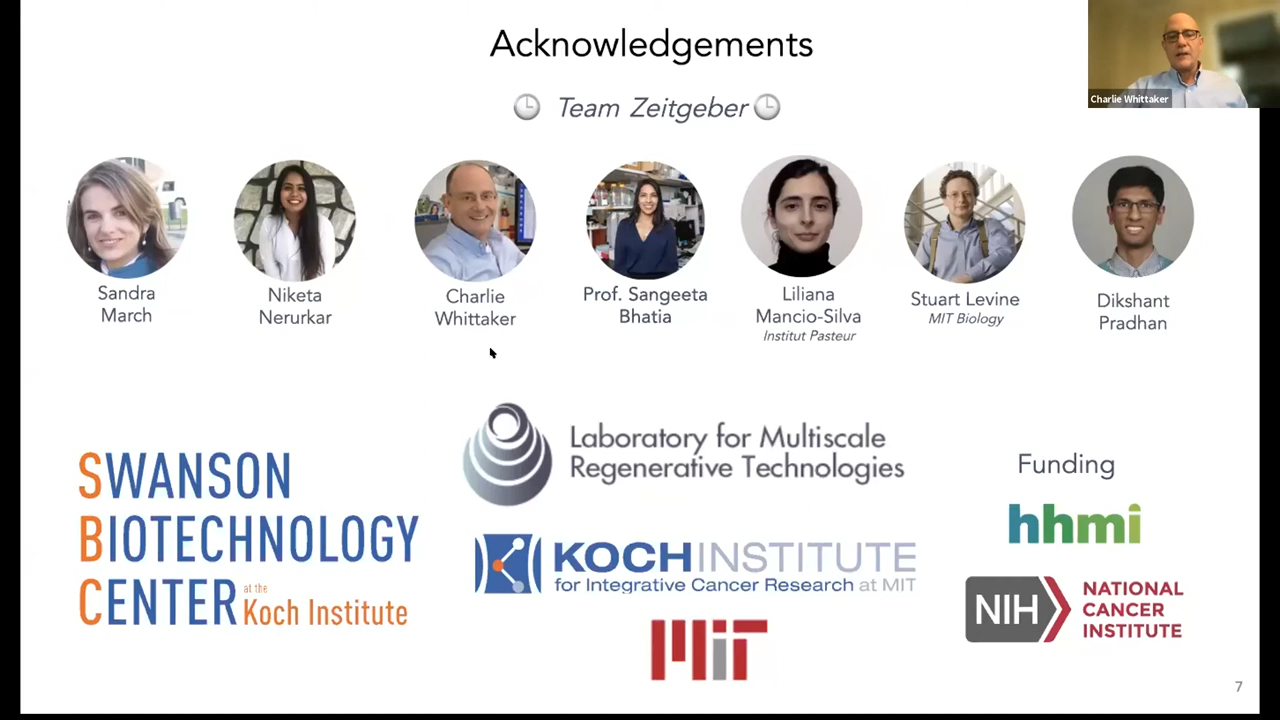 Acknowledgements
Charlie Whittaker
Team Zeitgeber
Sandra
March
Niketa
Nerurkar
Charlie
Whittaker
Prof. Sangeeta
Bhatia
Liliana
Mancio-Silva
Institut Pasteur
Stuart Levine
MIT Biology
Dikshant
Pradhan
SWANSON
BIOTECHNOLOGY
CENTER at the Koch Institute
Laboratory for Multiscale
Regenerative Technologies
KOCH INSTITUTE
for Integrative Cancer Research at MIT
MiT
Funding
hhmi
NIH
NATIONAL
CANCER
INSTITUTE
7